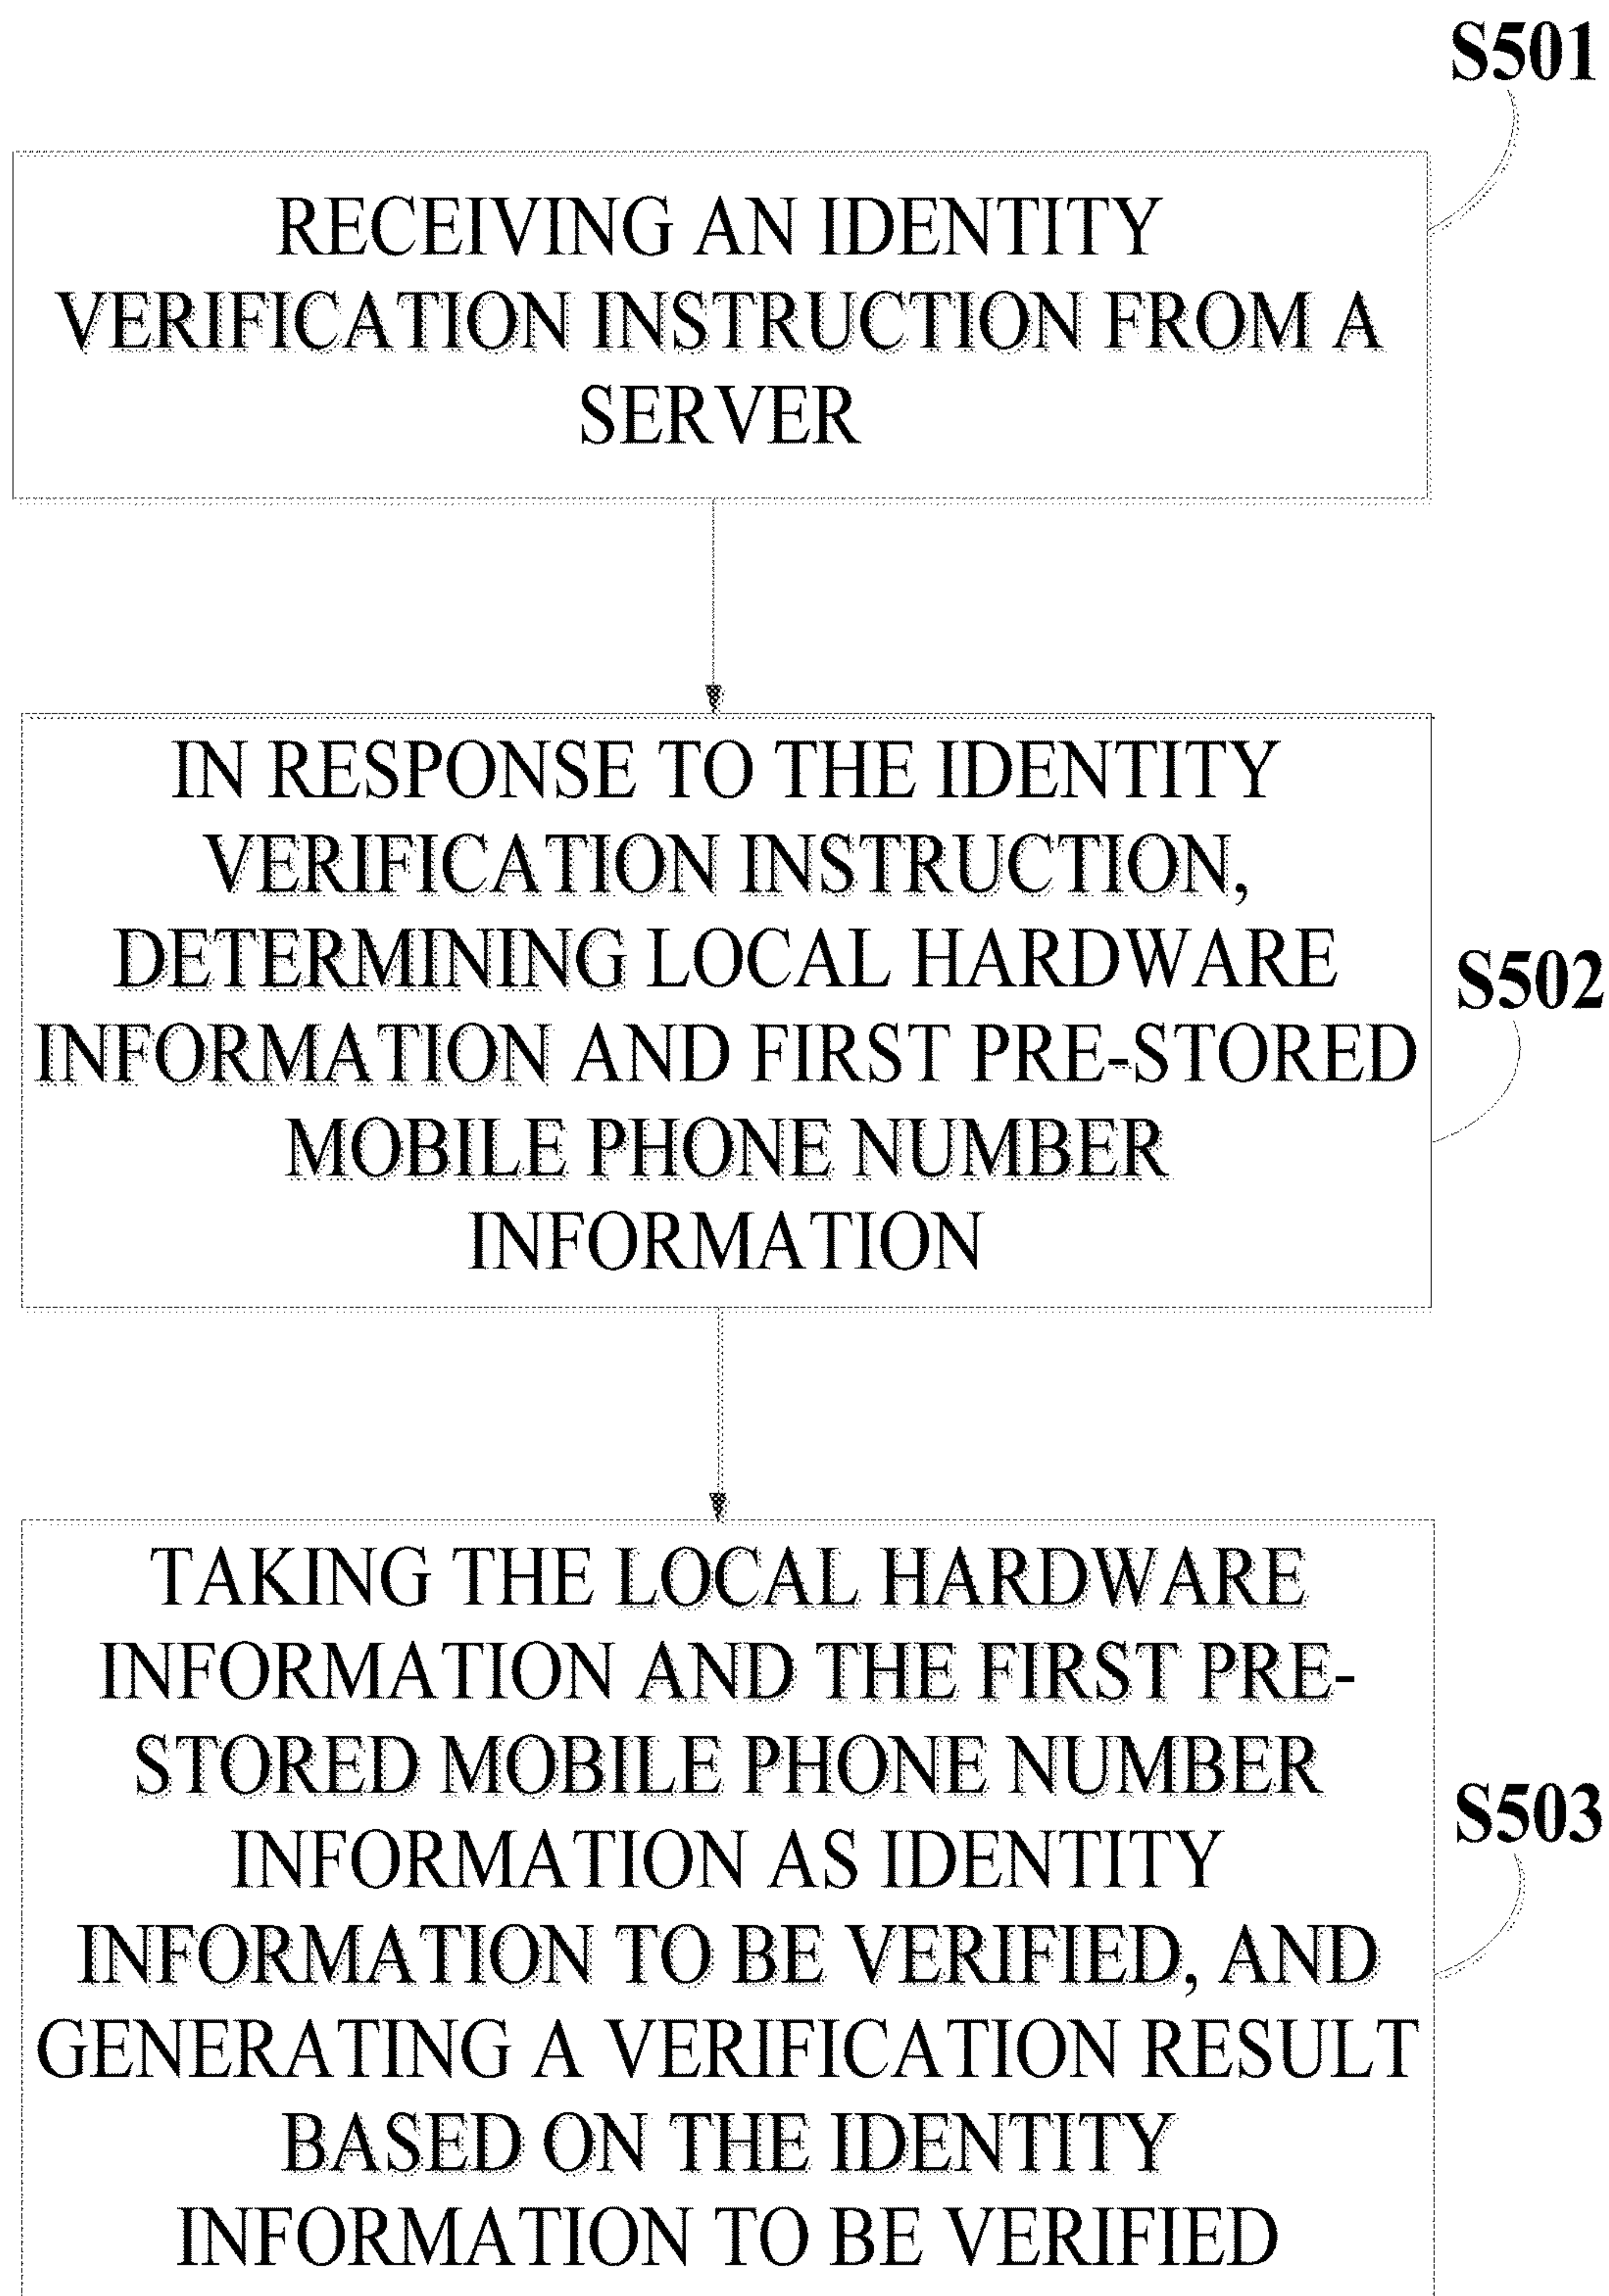 S501
RECEIVING AN IDENTITY
VERIFICATION INSTRUCTION FROM A
SERVER
IN RESPONSE TO THE IDENTITY
VERIFICATION INSTRUCTION,
DETERMINING LOCAL HARDWARE
INFORMATION AND FIRST PRE-STORED
MOBILE PHONE NUMBER
INFORMATION
S502
TAKING THE LOCAL HARDWARE
INFORMATION AND THE FIRST PRE-
STORED MOBILE PHONE NUMBER
INFORMATION AS IDENTITY
INFORMATION TO BE VERIFIED, AND
GENERATING A VERIFICATION RESULT
BASED ON THE IDENTITY
INFORMATION TO BE VERIFIED
S503